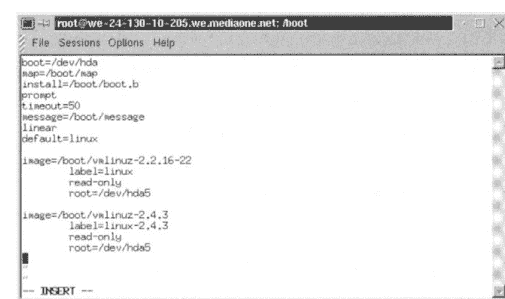 root@we-24-130-10-205.we.mediaone.net: /boot
File Sessions Options Help
boot=/dev/hda
map=/boot/map
install=/boot/boot.b
prompt
timeout=50
message=/boot/message
linear
default=linux
image=/boot/vmlinuz-2.2.16-22
label=linux
read-only
root=/dev/hda5
image=/boot/vmlinuz-2.4.3
label=linux-2.4.3
read-only
root=/dev/hda5
~
~
-- INSERT --